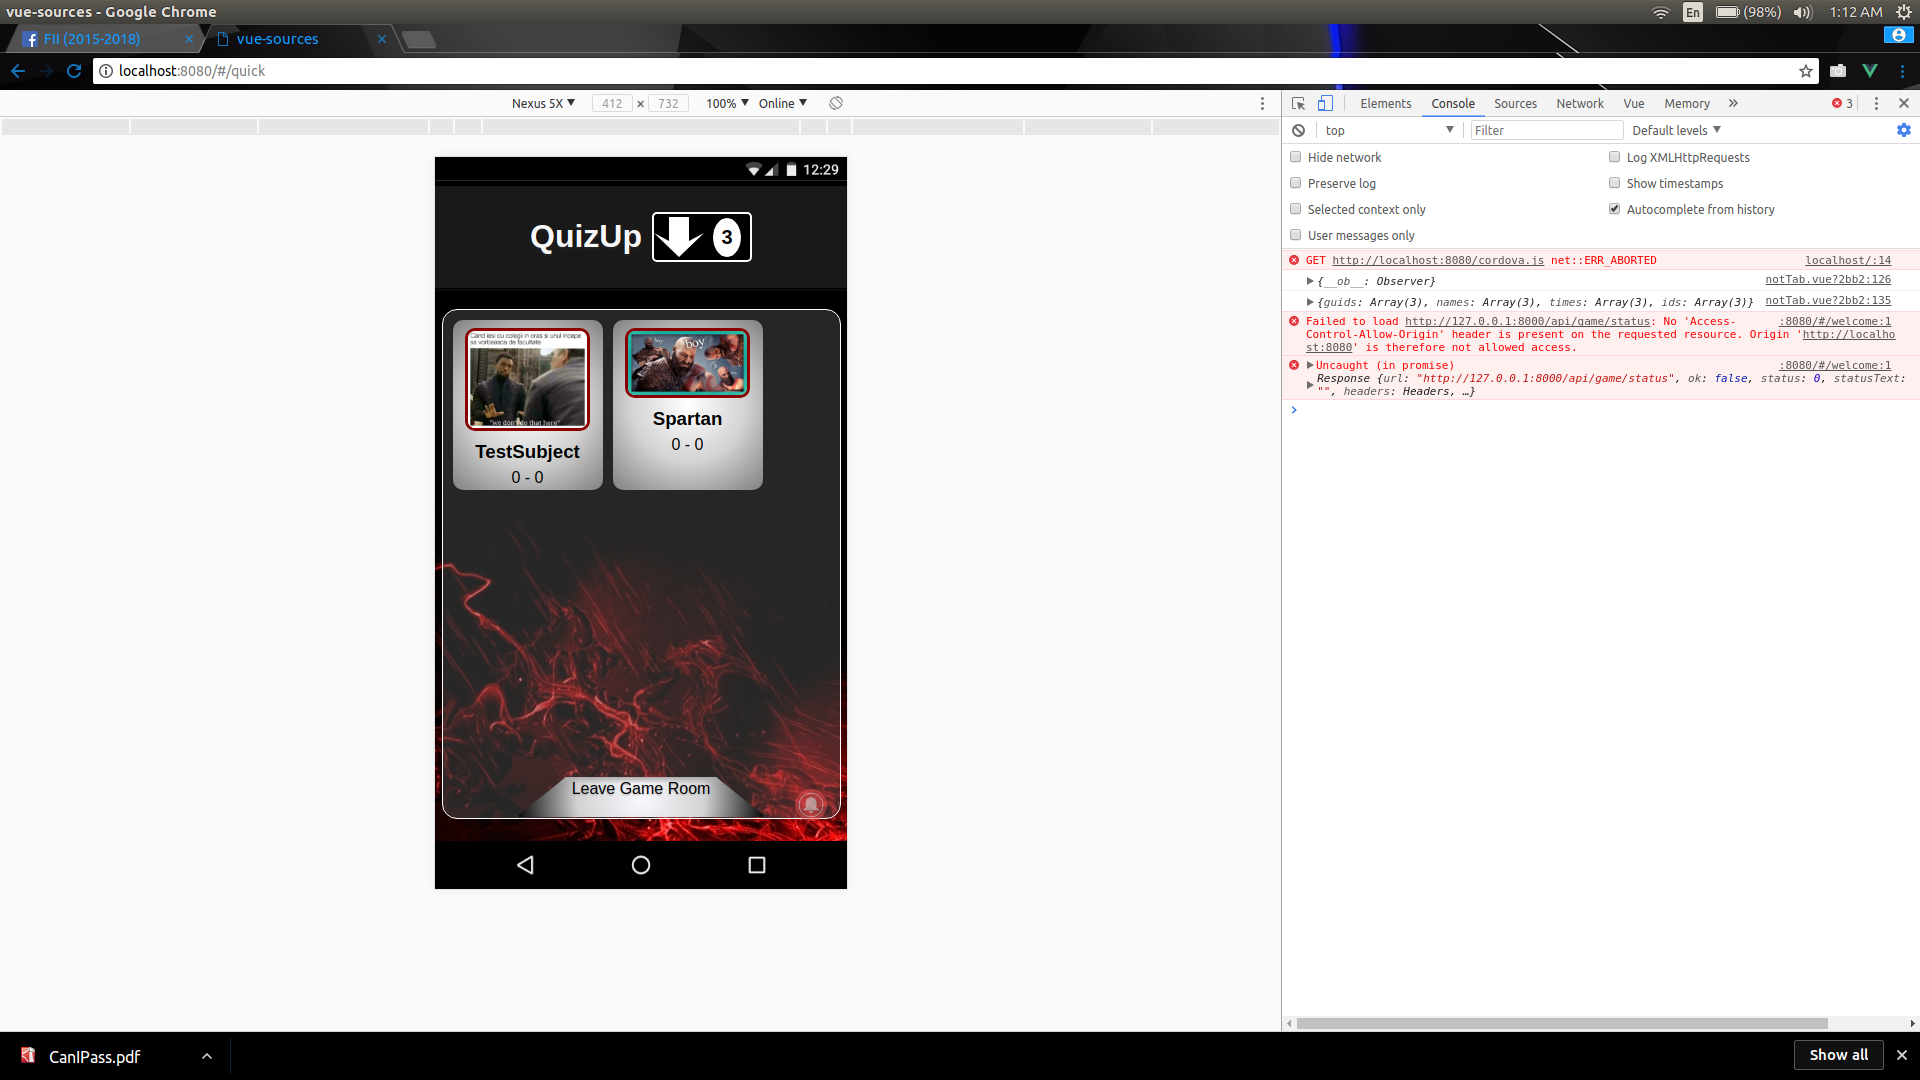 vue-sources - Google Chrome
En (98%) 1:12 AM
FII (2015-2018) vue-sources
localhost:8080/#/quick
Nexus 5X 412 × 732 100% Online
Elements Console Sources Network Vue Memory 3
top Filter Default levels
Hide network Log XMLHttpRequests
Preserve log Show timestamps
Selected context only Autocomplete from history
User messages only
GET http://localhost:8080/cordova.js net::ERR_ABORTED localhost/:14
{__ob__: Observer} notTab.vue?2bb2:126
{guids: Array(3), names: Array(3), times: Array(3), ids: Array(3)} notTab.vue?2bb2:135
Failed to load http://127.0.0.1:8000/api/game/status: No 'Access- :8080/#/welcome:1
Control-Allow-Origin' header is present on the requested resource. Origin 'http://localho
st:8080' is therefore not allowed access.
Uncaught (in promise) :8080/#/welcome:1
Response {url: "http://127.0.0.1:8000/api/game/status", ok: false, status: 0, statusText:
"", headers: Headers, …}
12:29
QuizUp 3
Cand iesi cu colegii in oras si unul incepe
sa vorbeasca de facultate
"we don't do that here"
boy
TestSubject
0 - 0
Spartan
0 - 0
Leave Game Room
CanIPass.pdf
Show all